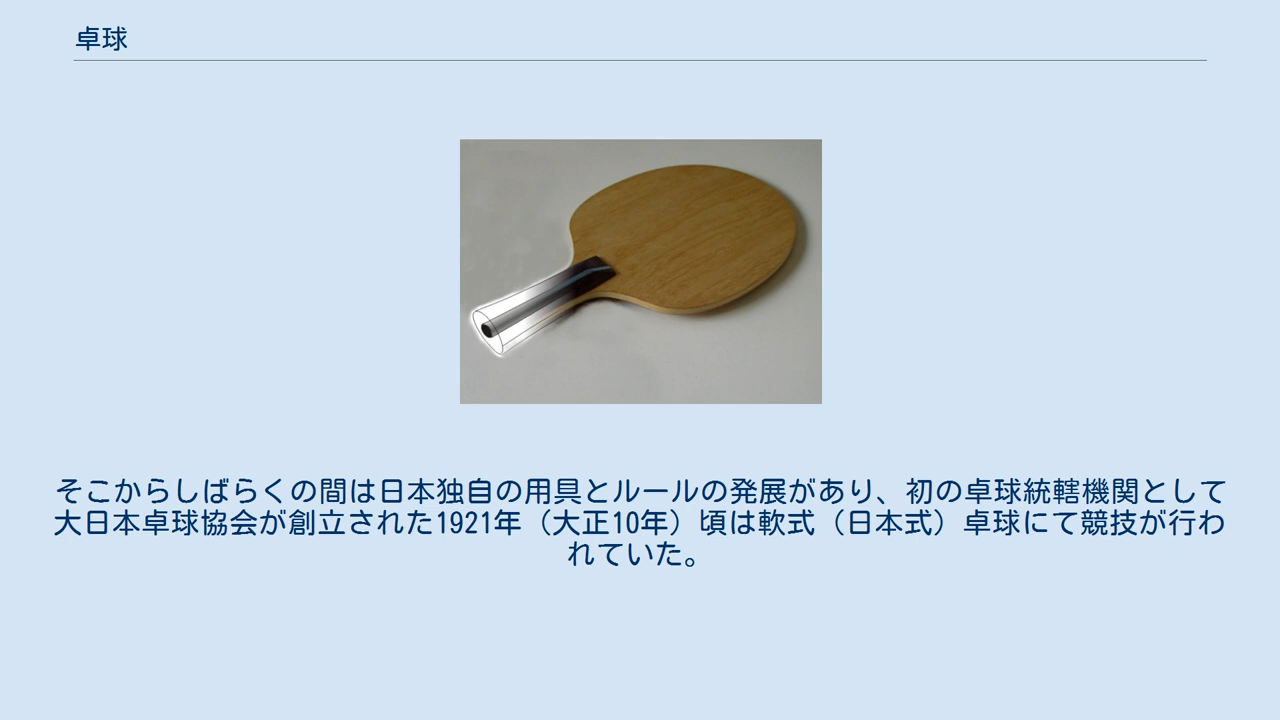 卓球
そこからしばらくの間は日本独自の用具とルールの発展があり、初の卓球統轄機関として
大日本卓球協会が創立された1921年（大正10年）頃は軟式（日本式）卓球にて競技が行わ
れていた。